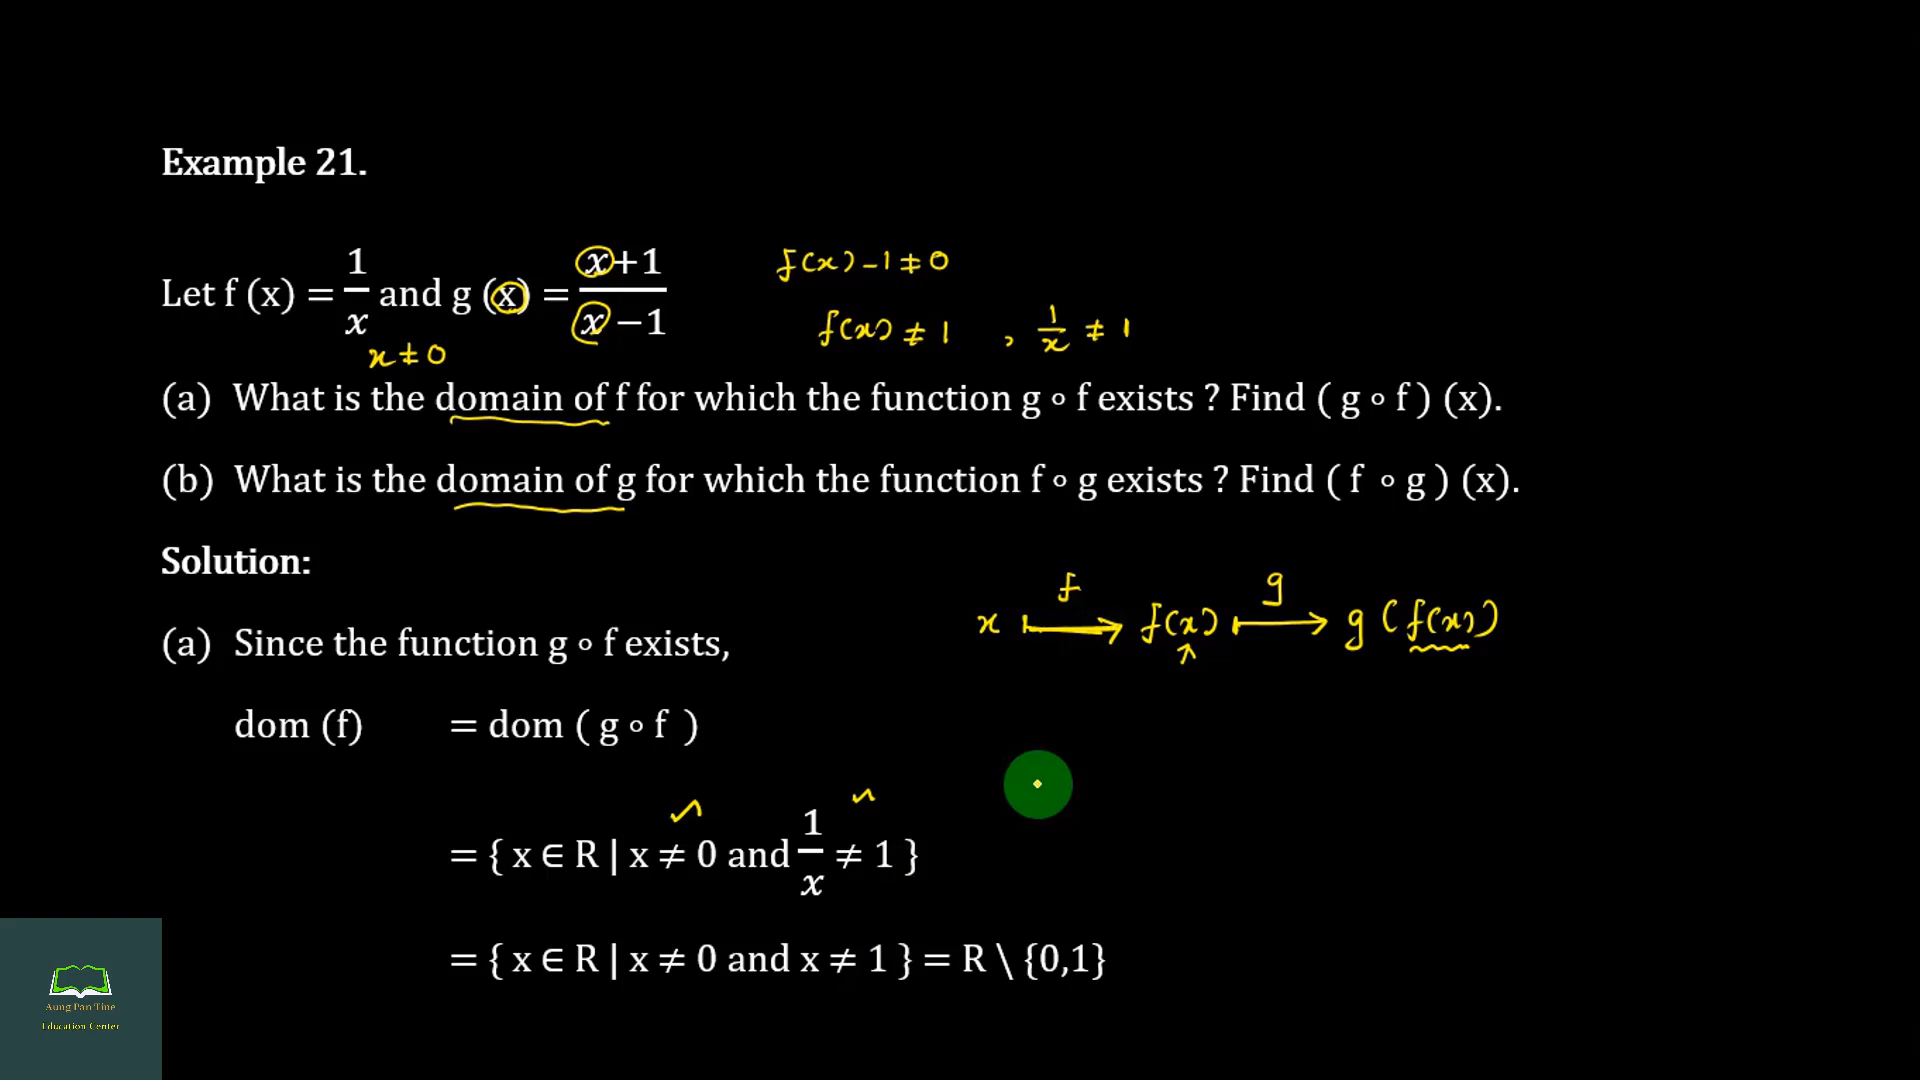 Example 21.
Let f (x) = 1/x and g (x) = x+1/x−1
f(x) -1 ≠ 0
f(x) ≠ 1 , 1/x ≠ 1
x ≠ 0
(a) What is the domain of f for which the function g ∘ f exists ? Find ( g ∘ f ) (x).
(b) What is the domain of g for which the function f ∘ g exists ? Find ( f ∘ g ) (x).
Solution:
x f f(x) g g (f(x))
(a) Since the function g ∘ f exists,
dom (f) = dom ( g ∘ f )
= { x ∈ R | x ≠ 0 and 1/x ≠ 1 }
= { x ∈ R | x ≠ 0 and x ≠ 1 } = R \ {0,1}
Aung Pan Tine
Education Center